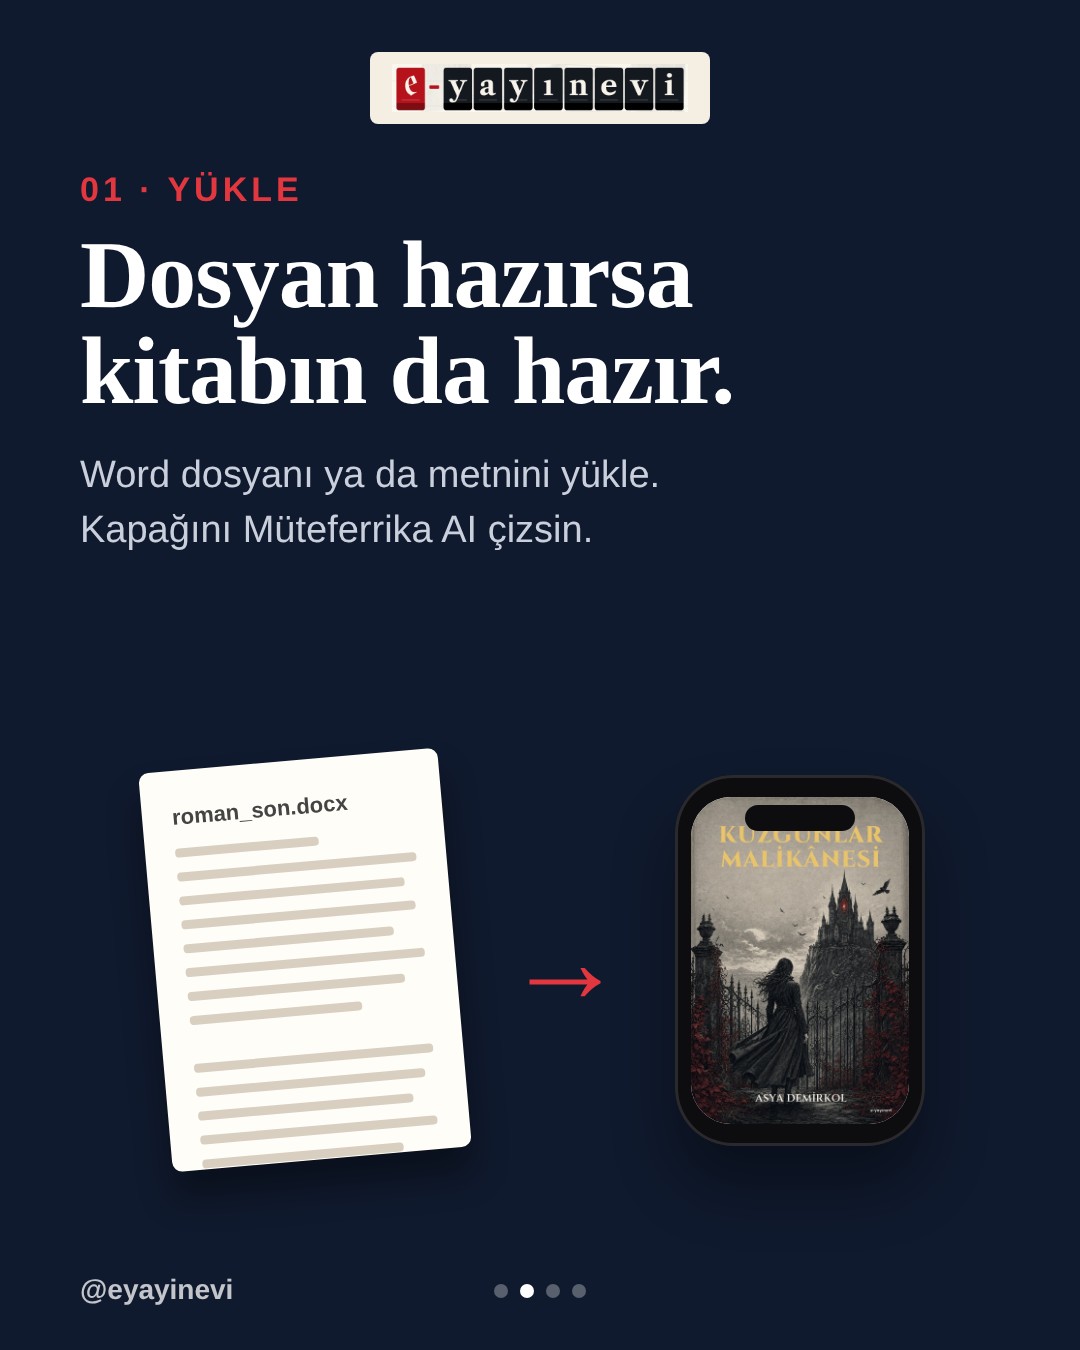 e-yayınevi
01 · YÜKLE
Dosyan hazırsa
kitabın da hazır.
Word dosyanı ya da metnini yükle.
Kapağını Müteferrika AI çizsin.
roman_son.docx
KUZGUNLAR
MALİKÂNESİ
ASYA DEMİRKOL
e-yayınevi
@eyayinevi